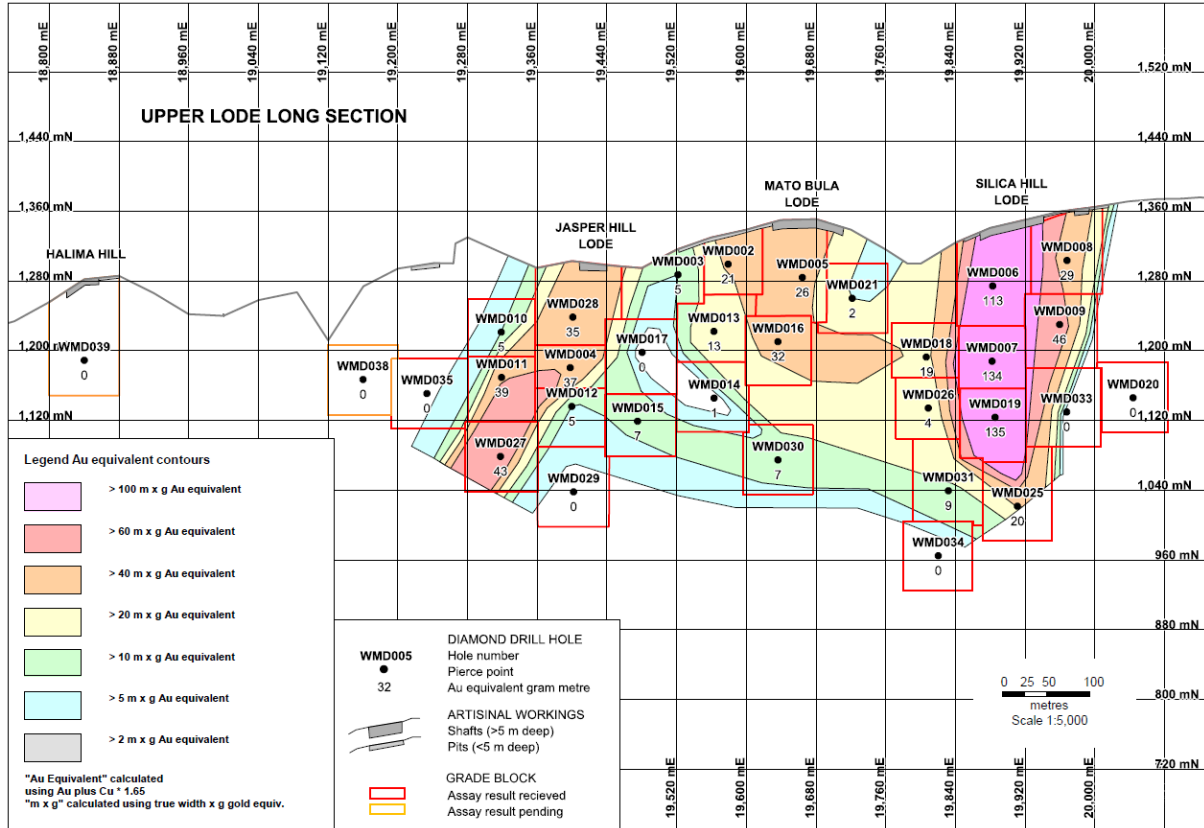 18,800 mE
18,880 mE
18,960 mE
19,040 mE
19,120 mE
19,200 mE
19,280 mE
19,360 mE
19,440 mE
19,520 mE
19,600 mE
19,680 mE
19,760 mE
19,840 mE
19,920 mE
20,000 mE
1,520 mN
UPPER LODE LONG SECTION
1,440 mN
1,440 mN
MATO BULA
LODE
SILICA HILL
LODE
1,360 mN
1,360 mN
JASPER HILL
LODE
HALIMA HILL
WMD003
5
WMD002
21
WMD005
26
WMD006
113
WMD008
29
1,280 mN
1,280 mN
WMD021
2
WMD010
5
WMD028
35
WMD013
13
WMD016
32
WMD009
46
WMD017
0
WMD018
19
WMD007
134
1,200 mN
WMD039
0
1,200 mN
WMD038
0
WMD035
0
WMD011
39
WMD004
37
WMD014
1
WMD026
4
WMD019
135
WMD033
0
WMD020
0
WMD012
5
WMD015
7
1,120 mN
1,120 mN
WMD027
43
WMD030
7
WMD029
0
WMD031
9
WMD025
20
1,040 mN
WMD034
0
960 mN
880 mN
800 mN
720 mN
Legend Au equivalent contours
> 100 m x g Au equivalent
> 60 m x g Au equivalent
> 40 m x g Au equivalent
> 20 m x g Au equivalent
> 10 m x g Au equivalent
> 5 m x g Au equivalent
> 2 m x g Au equivalent
"Au Equivalent" calculated
using Au plus Cu * 1.65
"m x g" calculated using true width x g gold equiv.
DIAMOND DRILL HOLE
WMD005 Hole number
Pierce point
32 Au equivalent gram metre
ARTISINAL WORKINGS
Shafts (>5 m deep)
Pits (<5 m deep)
GRADE BLOCK
Assay result recieved
Assay result pending
0 25 50 100
metres
Scale 1:5,000
19,520 mE
19,600 mE
19,680 mE
19,760 mE
19,840 mE
19,920 mE
20,000 mE